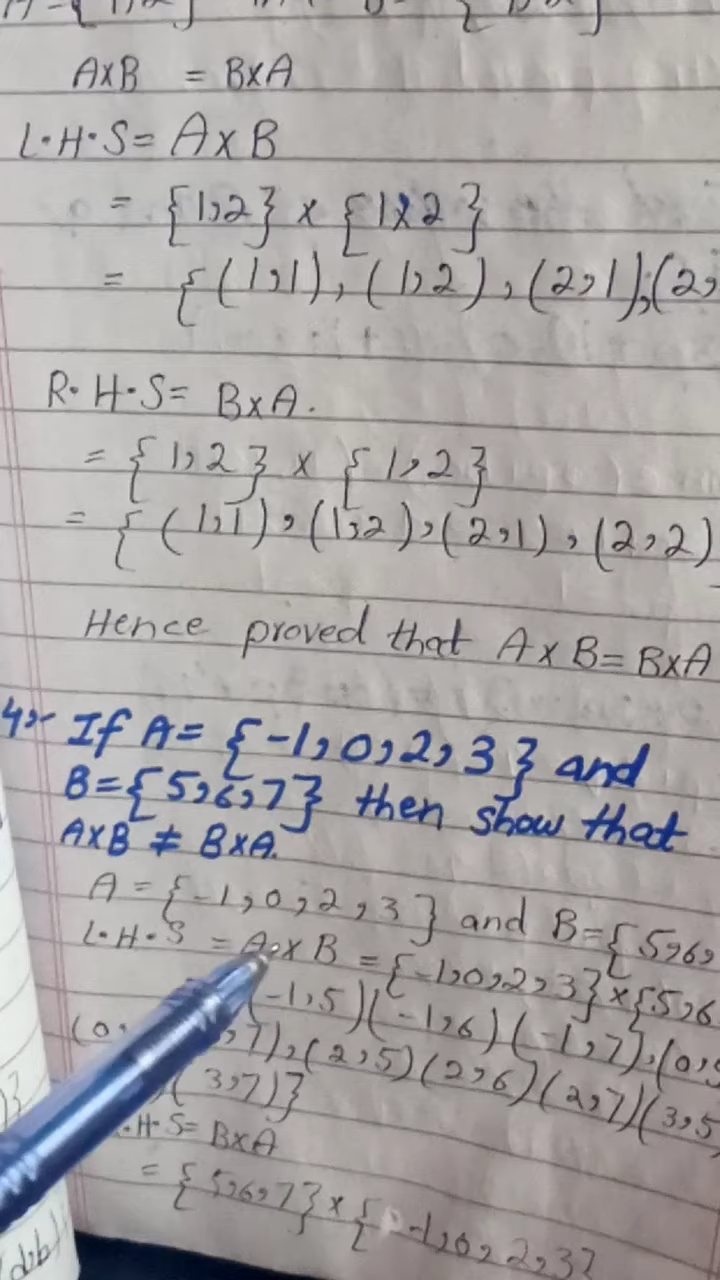 A×B = B×A
L.H.S= A×B
= {1,2} × {1,2}
= {(1,1), (1,2), (2,1), (2,
R.H.S= B×A.
= {1,2} × {1,2}
= {(1,1), (1,2), (2,1), (2,2)
Hence proved that A×B=B×A
4:- If A= {-1,0,2,3} and
B={5,6,7} then show that
A×B ≠ B×A.
A={-1,0,2,3} and B={5,6,
L.H.S = A×B ={-1,0,2,3}×{5,6
(-1,5)(-1,6)(-1,7),(0,5
(0, ,7),(2,5)(2,6)(2,7)(3,5
(3,7)}
.H.S= B×A
= {5,6,7}×{-1,0,2,3}